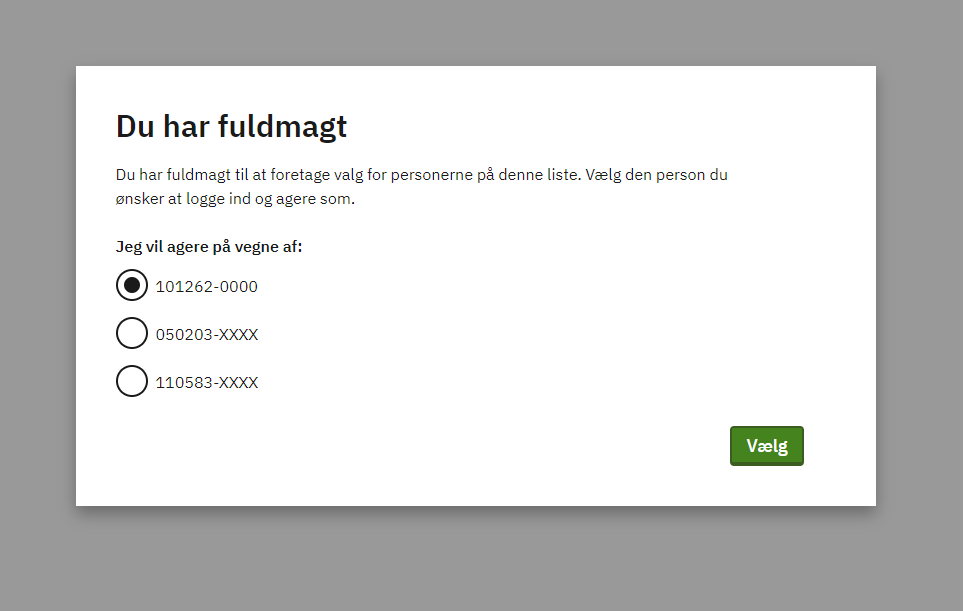 Du har fuldmagt
Du har fuldmagt til at foretage valg for personerne på denne liste. Vælg den person du
ønsker at logge ind og agere som.
Jeg vil agere på vegne af:
101262-0000
050203-XXXX
110583-XXXX
Vælg